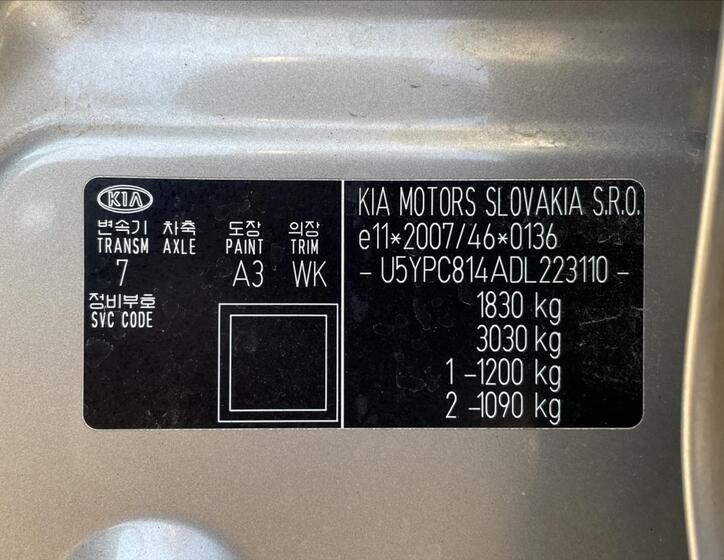 KIA
변속기 차축 도장 의장
TRANSM AXLE PAINT TRIM
7 A3 WK
정비부호
SVC CODE
KIA MOTORS SLOVAKIA S.R.O.
e11*2007/46*0136
- U5YPC814ADL223110 -
1830 kg
3030 kg
1 -1200 kg
2 -1090 kg